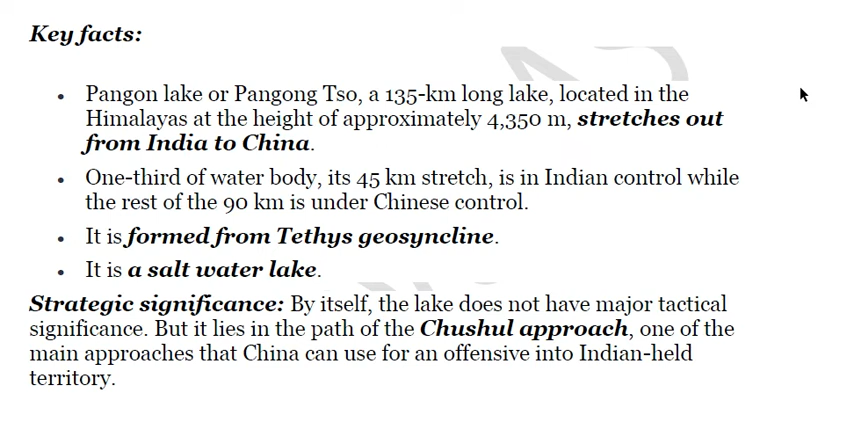 Key facts:
• Pangon lake or Pangong Tso, a 135-km long lake, located in the
Himalayas at the height of approximately 4,350 m, stretches out
from India to China.
• One-third of water body, its 45 km stretch, is in Indian control while
the rest of the 90 km is under Chinese control.
• It is formed from Tethys geosyncline.
• It is a salt water lake.
Strategic significance: By itself, the lake does not have major tactical
significance. But it lies in the path of the Chushul approach, one of the
main approaches that China can use for an offensive into Indian-held
territory.